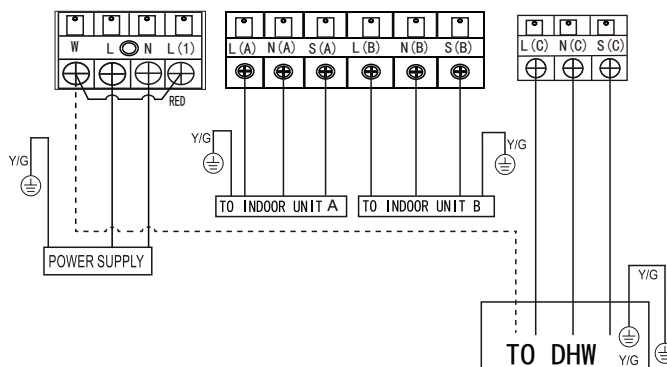 W L N L(1)
RED
L(A) N(A) S(A) L(B) N(B) S(B)
L(C) N(C) S(C)
Y/G
Y/G
Y/G
TO INDOOR UNIT A
TO INDOOR UNIT B
POWER SUPPLY
Y/G
TO DHW
Y/G